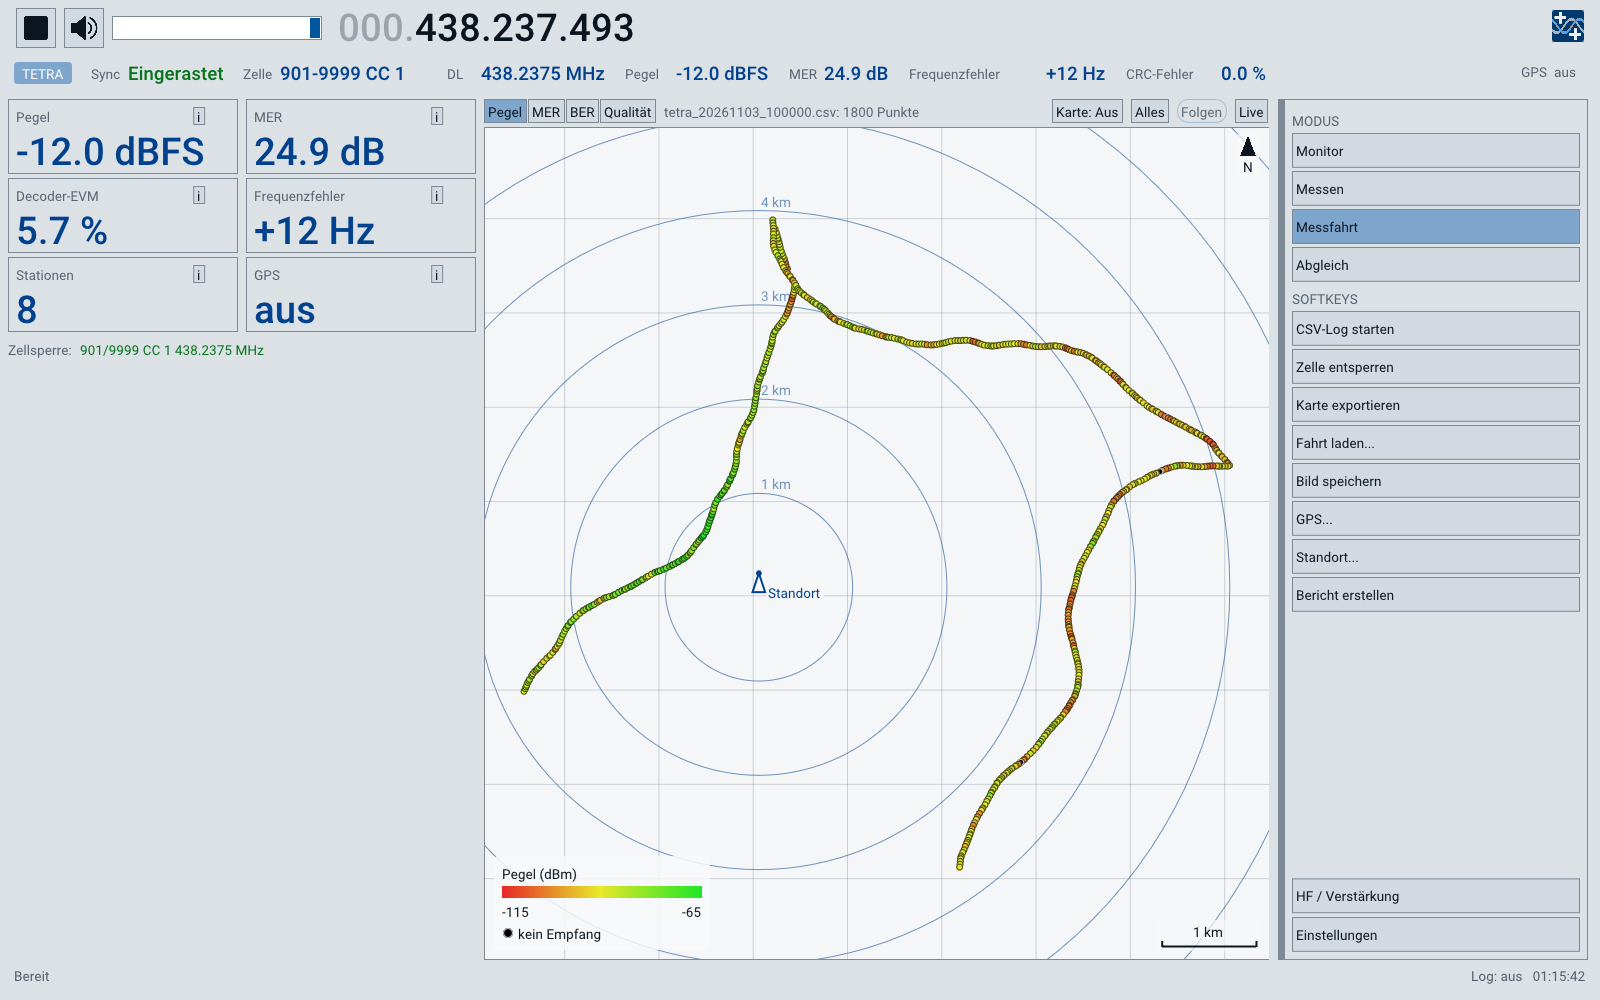 000.438.237.493
TETRA Sync Eingerastet Zelle 901-9999 CC 1 DL 438.2375 MHz Pegel -12.0 dBFS MER 24.9 dB Frequenzfehler +12 Hz CRC-Fehler 0.0 % GPS aus
Pegel i
-12.0 dBFS
MER i
24.9 dB
Decoder-EVM i
5.7 %
Frequenzfehler i
+12 Hz
Stationen i
8
GPS i
aus
Zellsperre: 901/9999 CC 1 438.2375 MHz
Pegel MER BER Qualität tetra_20261103_100000.csv: 1800 Punkte Karte: Aus Alles Folgen Live
N
4 km
3 km
2 km
1 km
Standort
Pegel (dBm)
-115 -65
kein Empfang
1 km
MODUS
Monitor
Messen
Messfahrt
Abgleich
SOFTKEYS
CSV-Log starten
Zelle entsperren
Karte exportieren
Fahrt laden...
Bild speichern
GPS...
Standort...
Bericht erstellen
HF / Verstärkung
Einstellungen
Bereit Log: aus 01:15:42